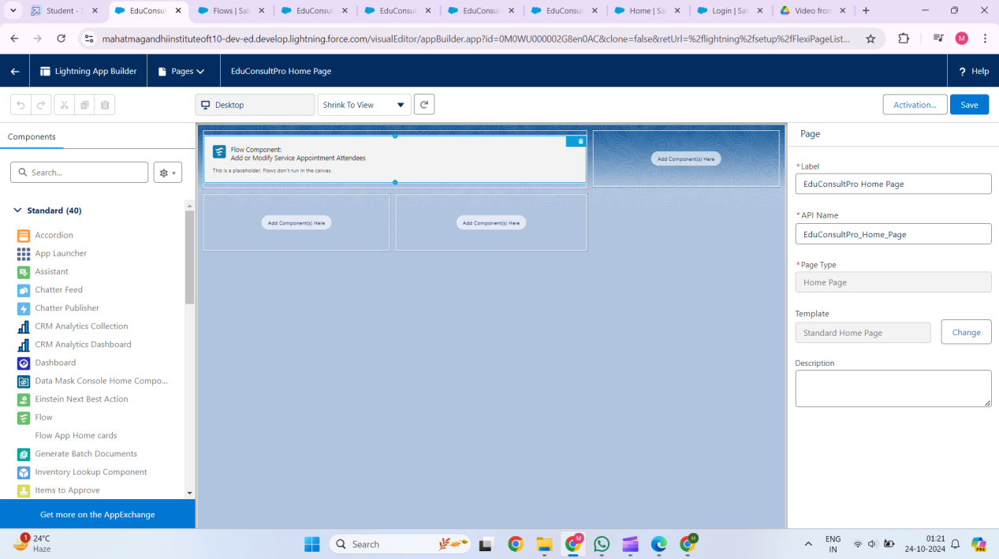 Student - S
EduConsul
Flows | Sal
EduConsul
EduConsul
EduConsul
EduConsul
Home | Sa
Login | Sal
Video from
mahatmagandhiinstituteoft10-dev-ed.develop.lightning.force.com/visualEditor/appBuilder.app?id=0M0WU000002G8en0AC&clone=false&retUrl=%2flightning%2fsetup%2FFlexiPageList...
M
Lightning App Builder
Pages
EduConsultPro Home Page
? Help
Desktop
Shrink To View
Activation...
Save
Components
Search...
Standard (40)
Accordion
App Launcher
Assistant
Chatter Feed
Chatter Publisher
CRM Analytics Collection
CRM Analytics Dashboard
Dashboard
Data Mask Console Home Compo...
Einstein Next Best Action
Flow
Flow App Home cards
Generate Batch Documents
Inventory Lookup Component
Items to Approve
Get more on the AppExchange
Flow Component:
Add or Modify Service Appointment Attendees
This is a placeholder. Flows don't run in the canvas.
Add Component(s) Here
Add Component(s) Here
Add Component(s) Here
Page
*Label
EduConsultPro Home Page
*API Name
EduConsultPro_Home_Page
*Page Type
Home Page
Template
Standard Home Page
Change
Description
1
24°C
Haze
Search
M
H
ENG
IN
01:21
24-10-2024
PRE